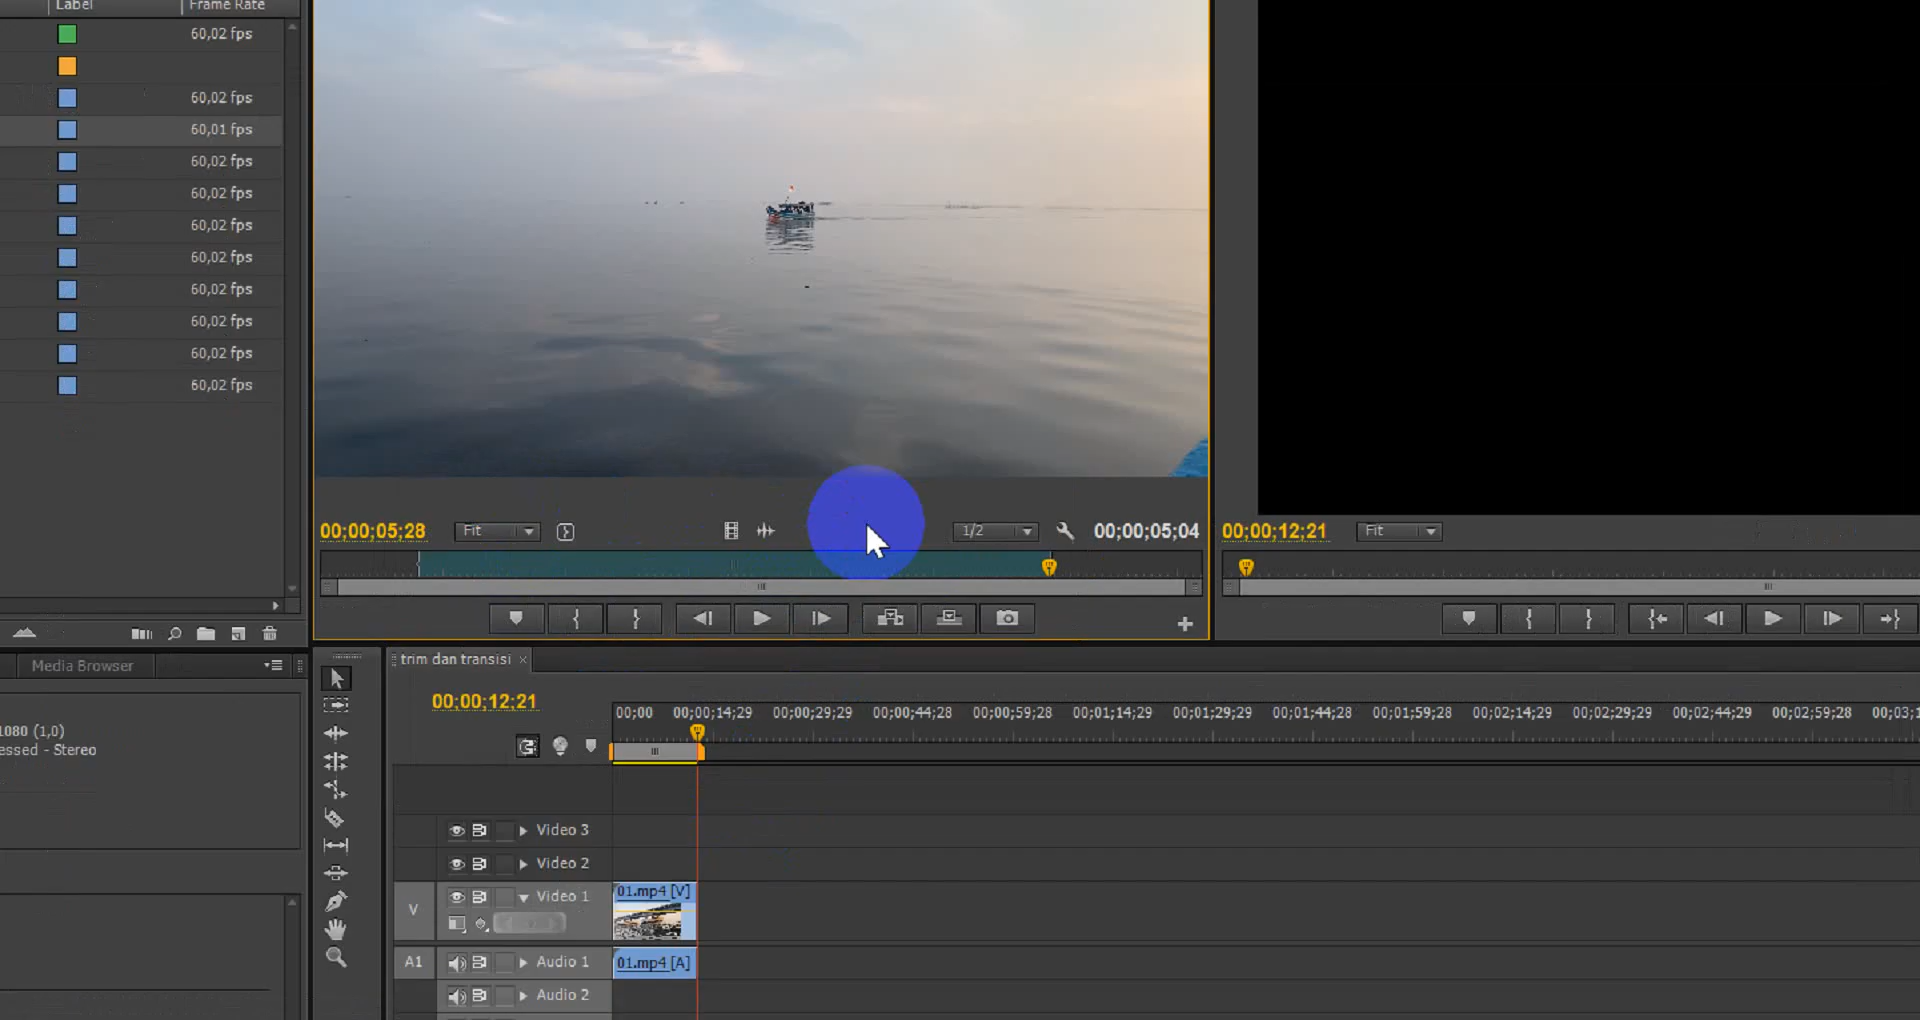 Label Frame Rate
60,02 fps
60,02 fps
60,01 fps
60,02 fps
60,02 fps
60,02 fps
60,02 fps
60,02 fps
60,02 fps
60,02 fps
60,02 fps
00;00;05;28 Fit 1/2 00;00;05;04
00;00;12;21 Fit
Media Browser
1080 (1,0)
essed - Stereo
trim dan transisi
00;00;12;21
00;00 00;00;14;29 00;00;29;29 00;00;44;28 00;00;59;28 00;01;14;29 00;01;29;29 00;01;44;28 00;01;59;28 00;02;14;29 00;02;29;29 00;02;44;29 00;02;59;28 00;03;1
Video 3
Video 2
V Video 1 01.mp4 [V]
A1 Audio 1 01.mp4 [A]
Audio 2